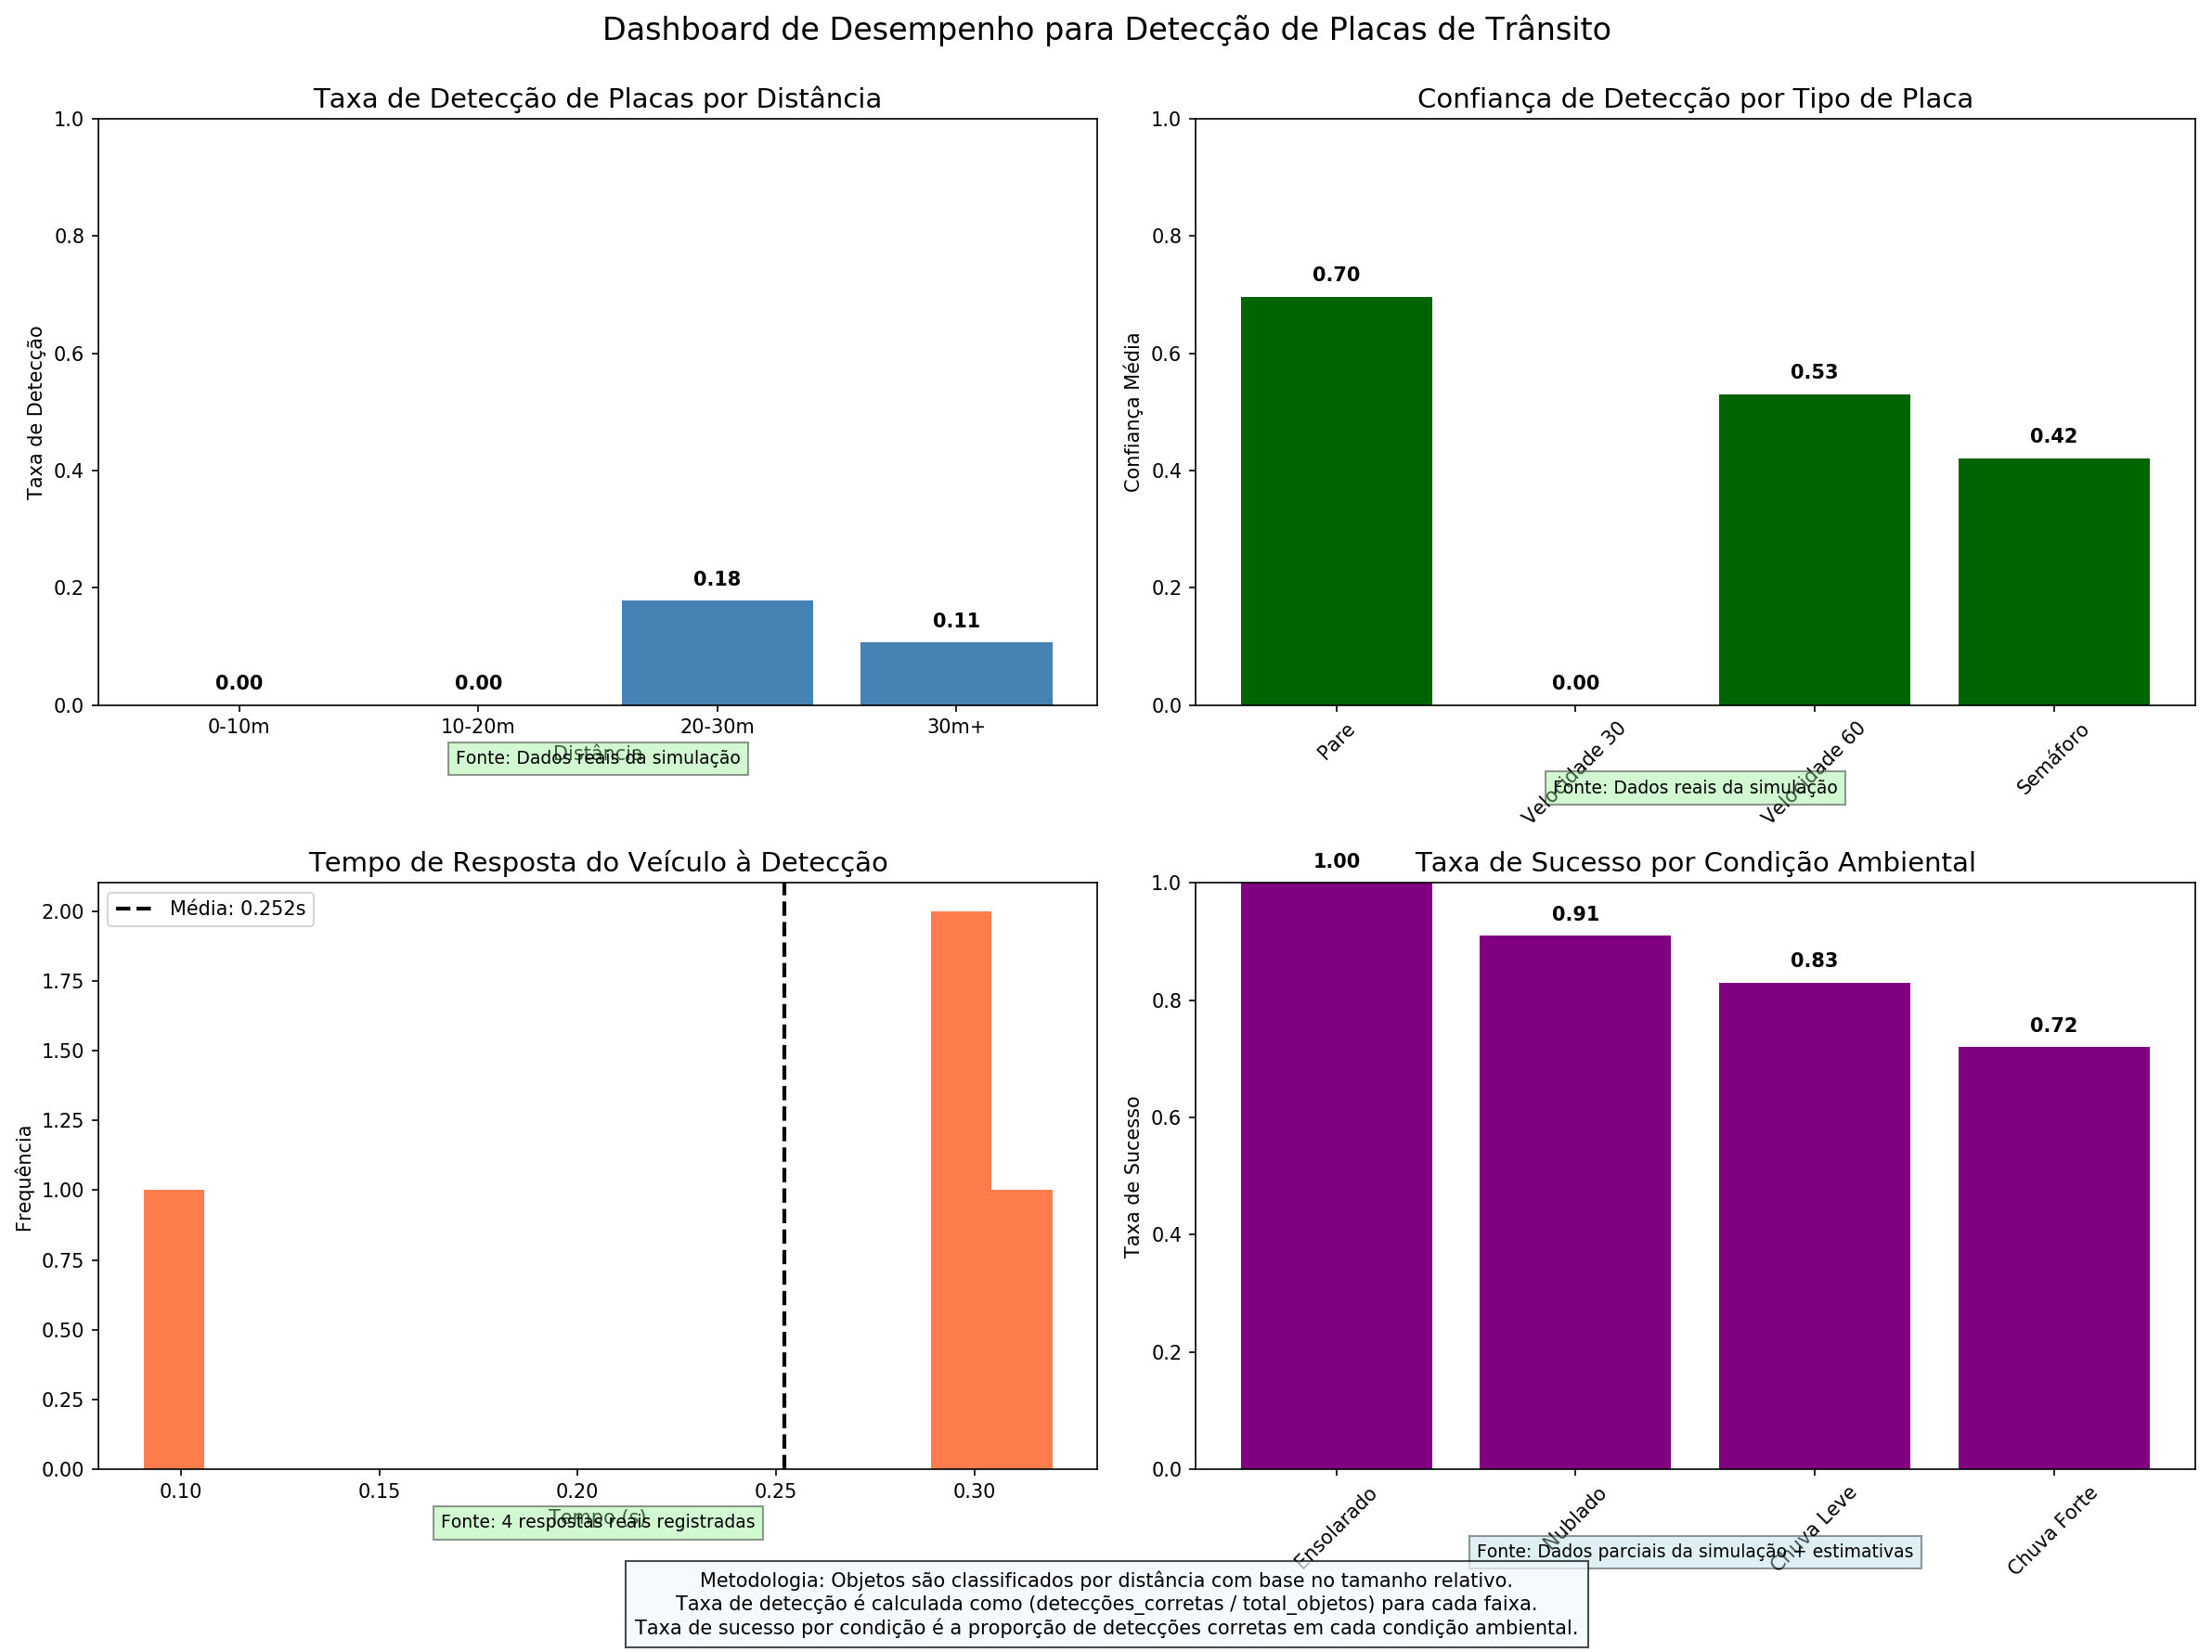 Dashboard de Desempenho para Detecção de Placas de Trânsito
Taxa de Detecção de Placas por Distância
Taxa de Detecção
1.0
0.8
0.6
0.4
0.2
0.0
0.00
0.00
0.18
0.11
0-10m
10-20m
20-30m
30m+
Distância
Fonte: Dados reais da simulação
Confiança de Detecção por Tipo de Placa
Confiança Média
1.0
0.8
0.6
0.4
0.2
0.0
0.70
0.00
0.53
0.42
Pare
Velocidade 30
Velocidade 60
Semáforo
Fonte: Dados reais da simulação
Tempo de Resposta do Veículo à Detecção
Média: 0.252s
Frequência
2.00
1.75
1.50
1.25
1.00
0.75
0.50
0.25
0.00
0.10
0.15
0.20
0.25
0.30
Tempo (s)
Fonte: 4 respostas reais registradas
Taxa de Sucesso por Condição Ambiental
Taxa de Sucesso
1.0
0.8
0.6
0.4
0.2
0.0
1.00
0.91
0.83
0.72
Ensolarado
Nublado
Chuva Leve
Chuva Forte
Fonte: Dados parciais da simulação + estimativas
Metodologia: Objetos são classificados por distância com base no tamanho relativo.
Taxa de detecção é calculada como (detecções_corretas / total_objetos) para cada faixa.
Taxa de sucesso por condição é a proporção de detecções corretas em cada condição ambiental.